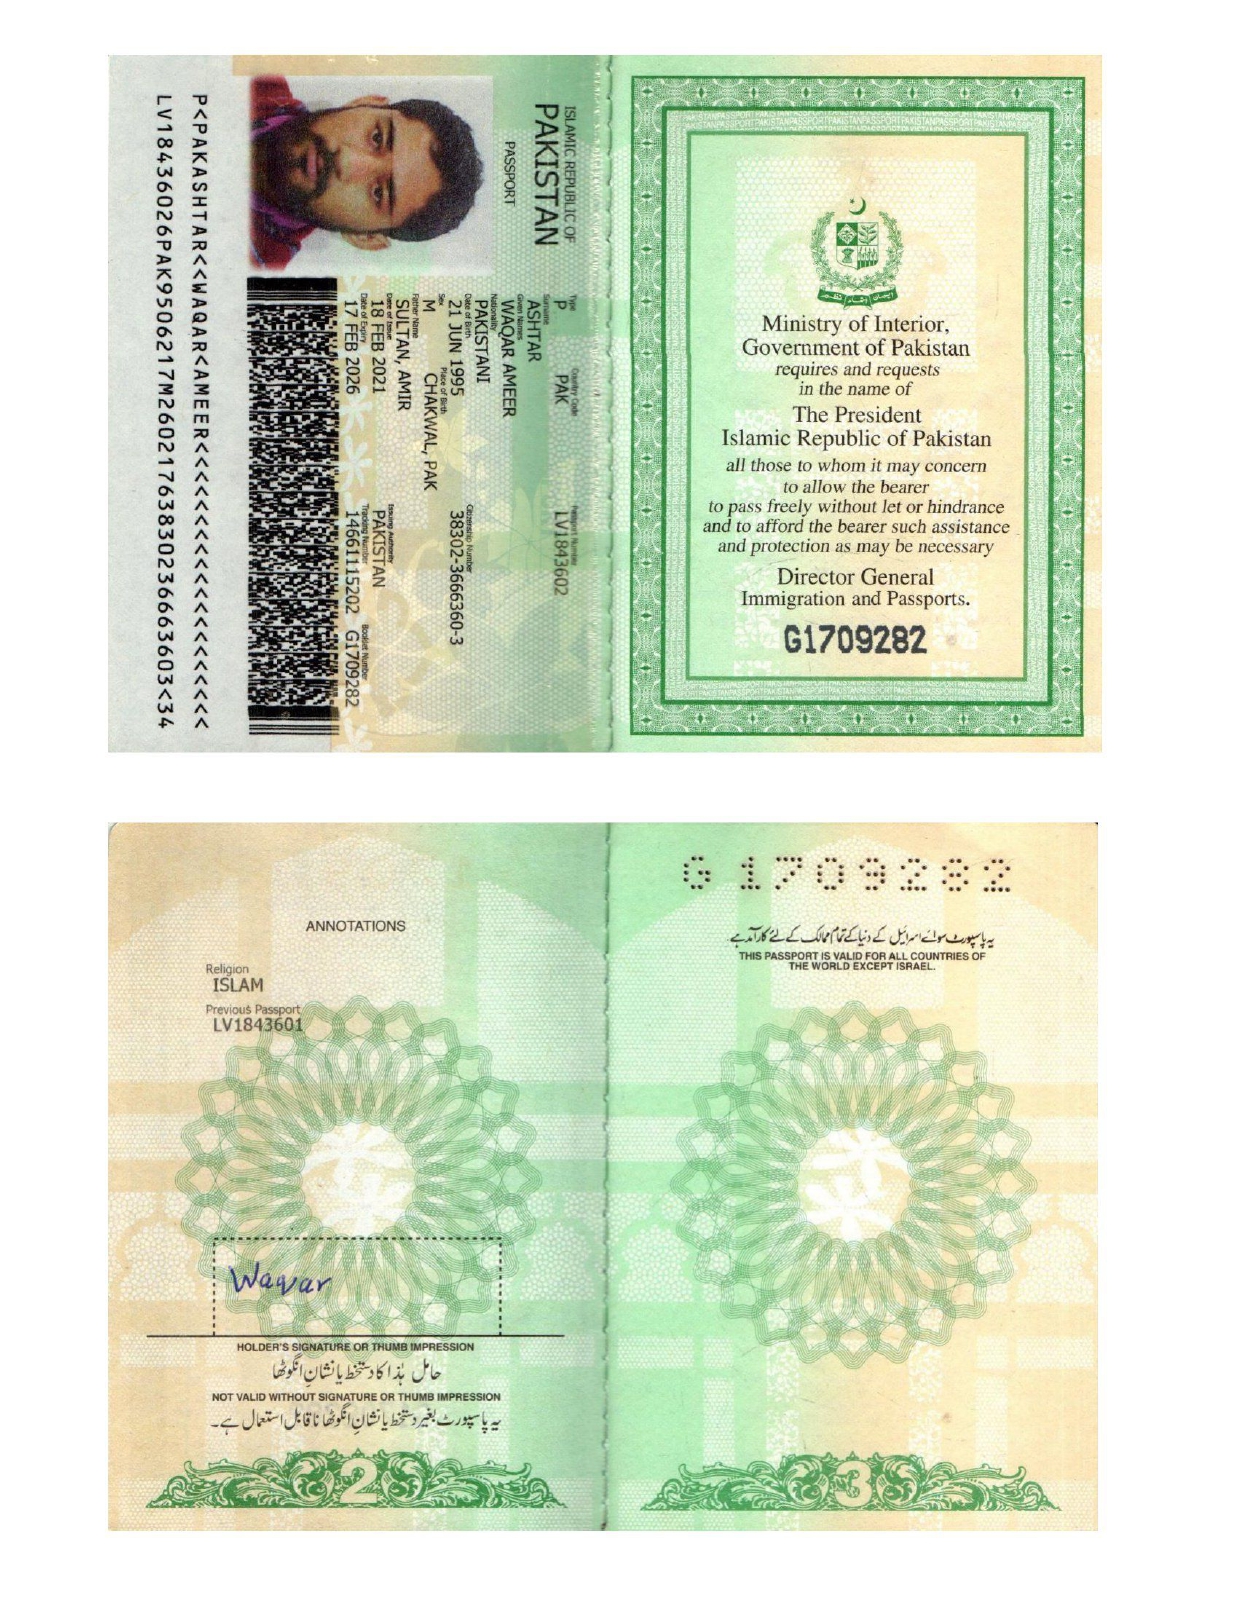 ISLAMIC REPUBLIC OF
PAKISTAN
PASSPORT
Type Country Code Passport Number
P PAK LV1843602
Surname
ASHTAR
Given Names
WAQAR AMEER
Nationality
PAKISTANI
Date of Birth Citizenship Number
21 JUN 1995 38302-3666360-3
Sex Place of Birth
M CHAKWAL, PAK
Father Name
SULTAN, AMIR
Date of Issue Issuing Authority
18 FEB 2021 PAKISTAN
Date of Expiry Tracking Number Booklet Number
17 FEB 2026 14661115202 G1709282
P<PAKASHTAR<<WAQAR<AMEER<<<<<<<<<<<<<<<<<<<<
LV18436026PAK9506217M26021763830236663603<34
Ministry of Interior,
Government of Pakistan
requires and requests
in the name of
The President
Islamic Republic of Pakistan
all those to whom it may concern
to allow the bearer
to pass freely without let or hindrance
and to afford the bearer such assistance
and protection as may be necessary
Director General
Immigration and Passports.
G1709282
ANNOTATIONS
Religion
ISLAM
Previous Passport
LV1843601
Waqar
HOLDER'S SIGNATURE OR THUMB IMPRESSION
حامل ہٰذا کا دستخط یا نشانِ انگوٹھا
NOT VALID WITHOUT SIGNATURE OR THUMB IMPRESSION
یہ پاسپورٹ بغیر دستخط یا نشانِ انگوٹھا ناقابل استعمال ہے۔
2
G1709282
یہ پاسپورٹ سوائے اسرائیل کے دنیا کے تمام ممالک کے لئے کارآمد ہے۔
THIS PASSPORT IS VALID FOR ALL COUNTRIES OF
THE WORLD EXCEPT ISRAEL.
3